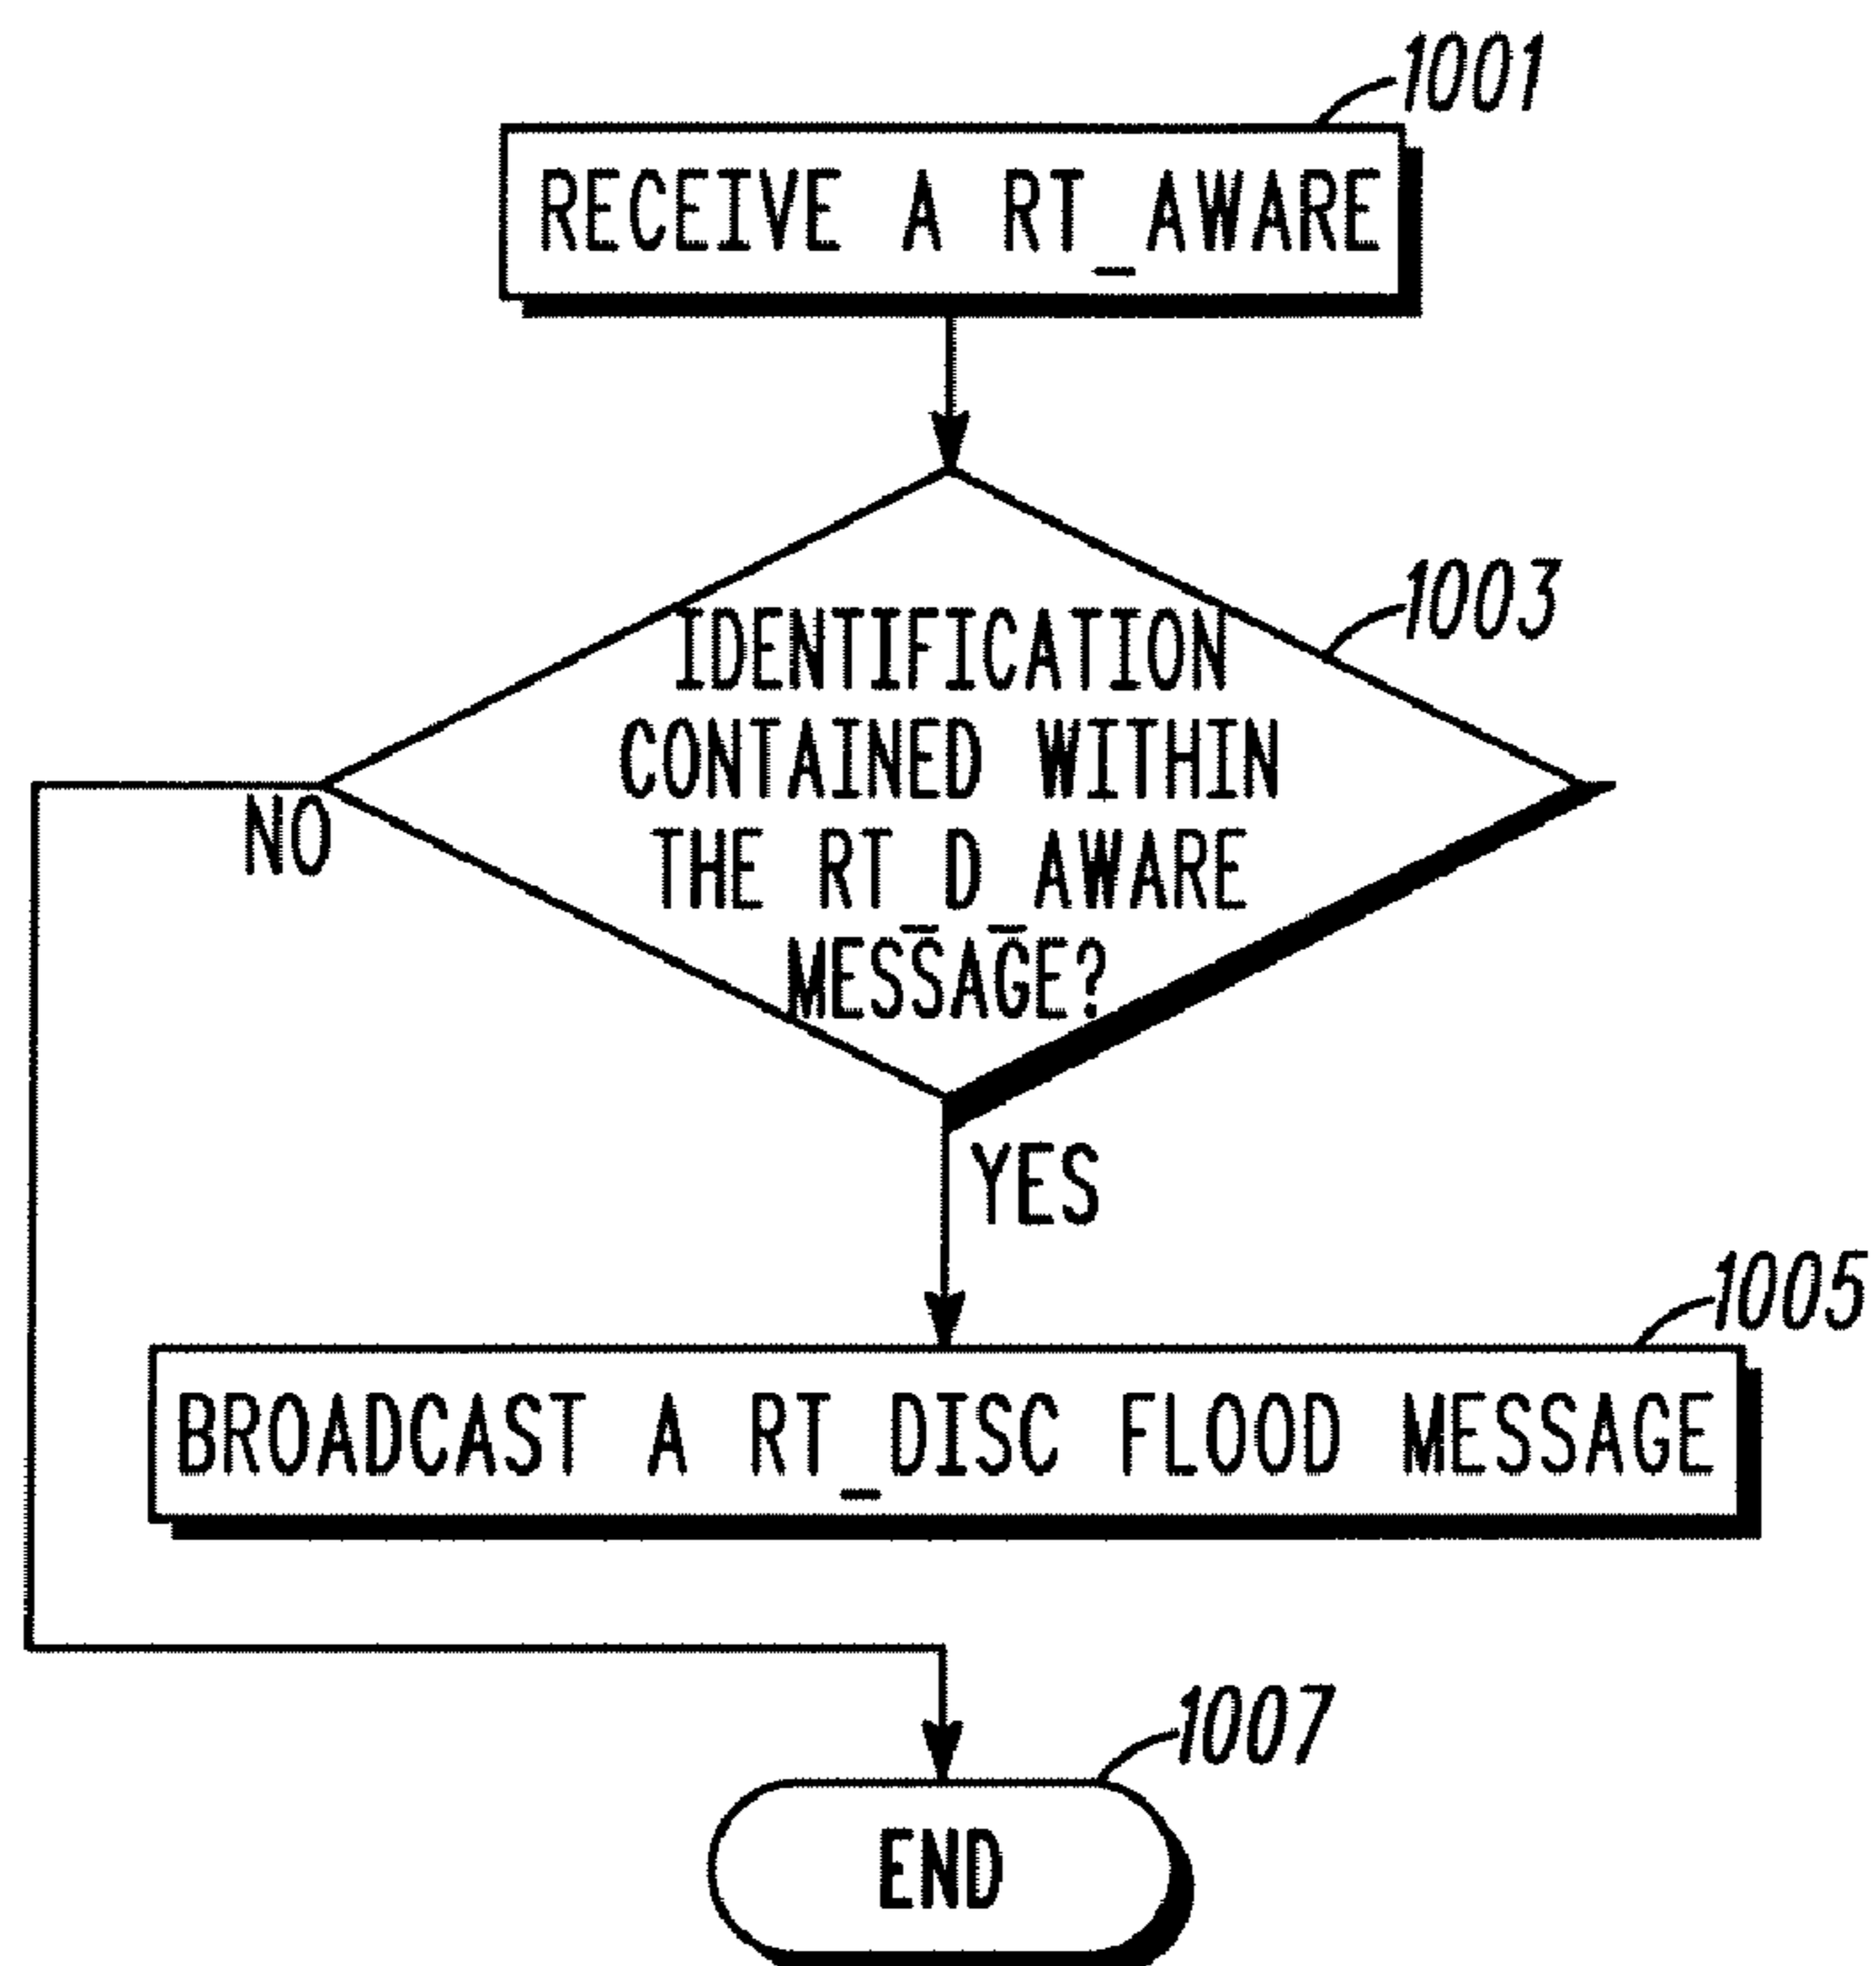 1001
RECEIVE A RT_AWARE
1003
IDENTIFICATION
CONTAINED WITHIN
THE RT_D_AWARE
MESSAGE?
NO
YES
1005
BROADCAST A RT_DISC FLOOD MESSAGE
1007
END